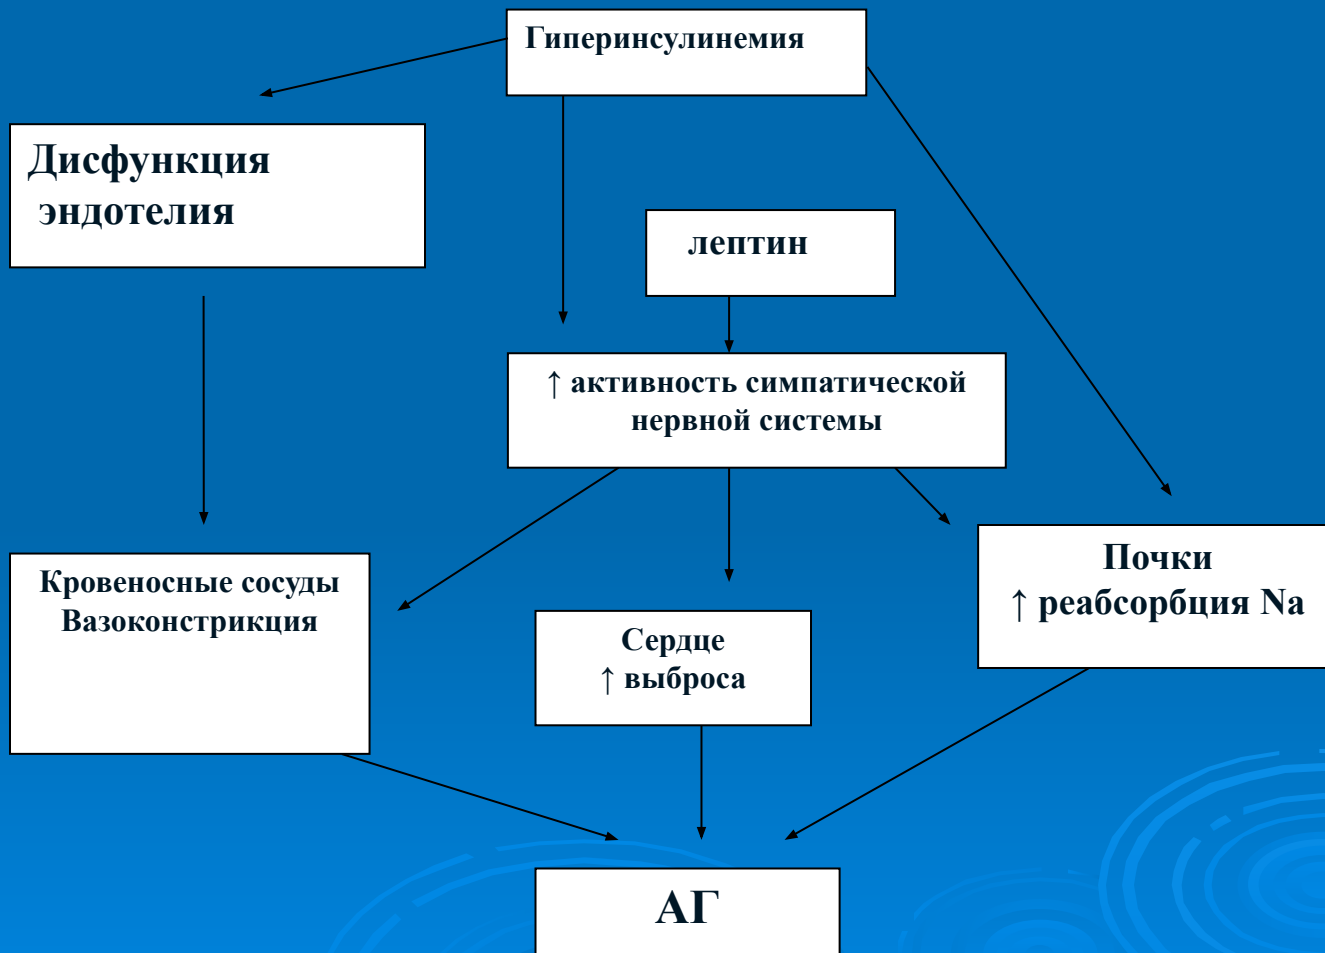 Гиперинсулинемия
Дисфункция
эндотелия
лептин
↑ активность симпатической
нервной системы
Кровеносные сосуды
Вазоконстрикция
Сердце
↑ выброса
Почки
↑ реабсорбция Na
АГ